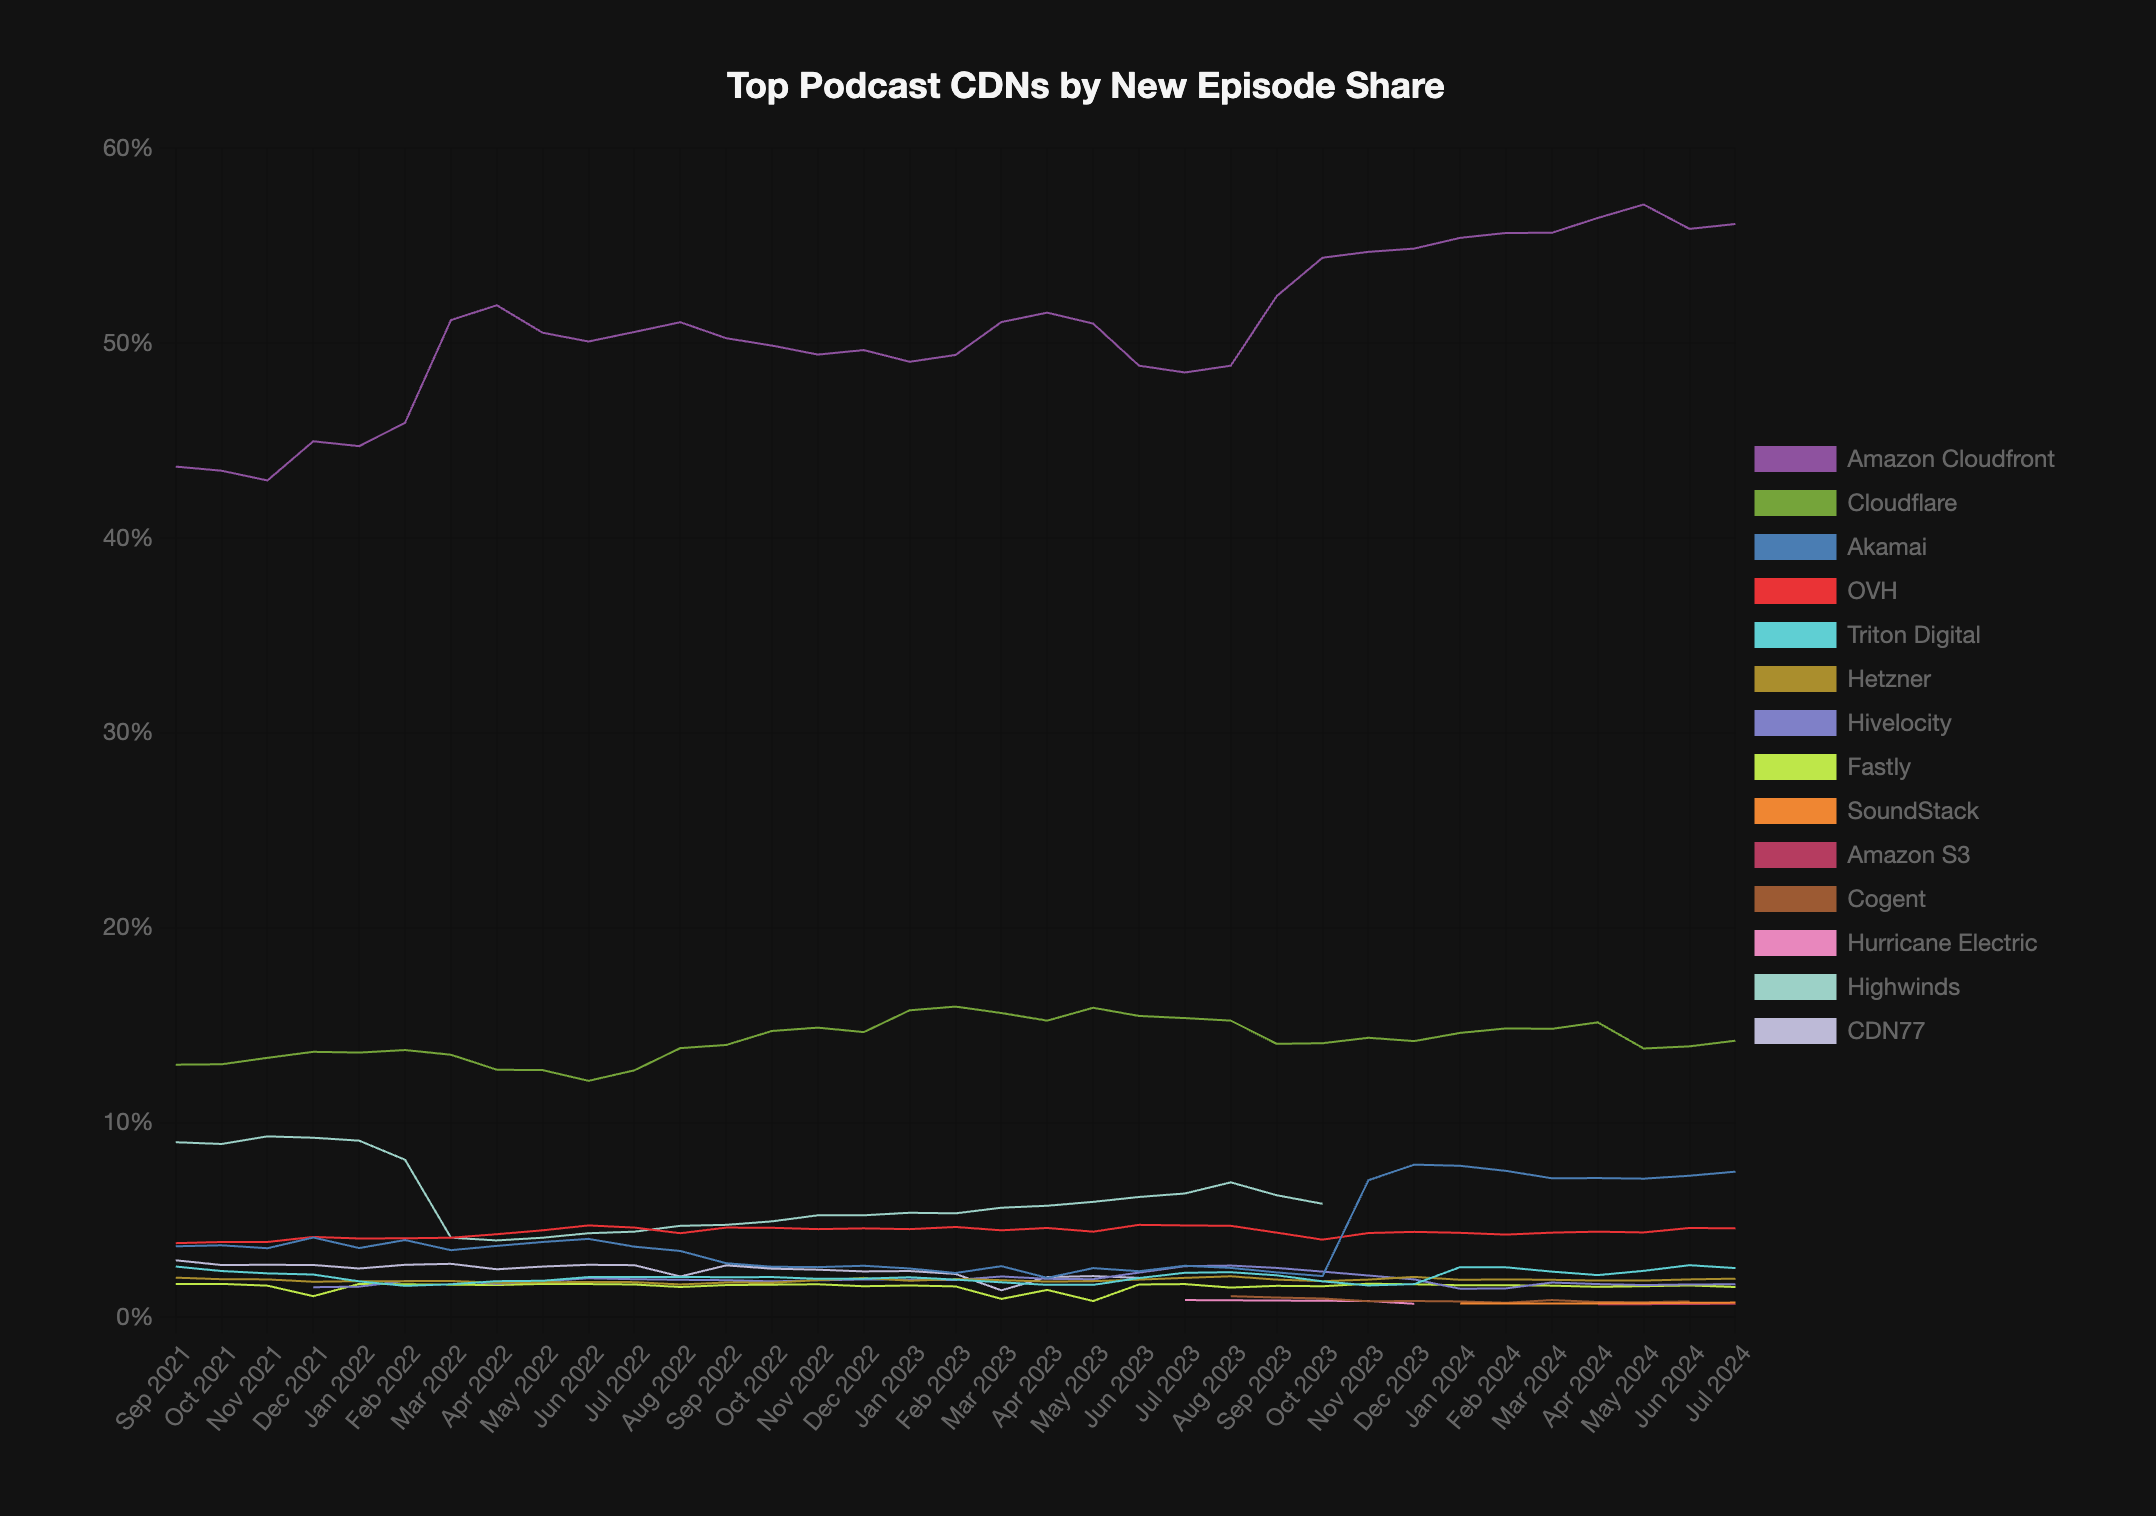 Top Podcast CDNs by New Episode Share
60%
50%
40%
30%
20%
10%
0%
Amazon Cloudfront
Cloudflare
Akamai
OVH
Triton Digital
Hetzner
Hivelocity
Fastly
SoundStack
Amazon S3
Cogent
Hurricane Electric
Highwinds
CDN77
Sep 2021
Oct 2021
Nov 2021
Dec 2021
Jan 2022
Feb 2022
Mar 2022
Apr 2022
May 2022
Jun 2022
Jul 2022
Aug 2022
Sep 2022
Oct 2022
Nov 2022
Dec 2022
Jan 2023
Feb 2023
Mar 2023
Apr 2023
May 2023
Jun 2023
Jul 2023
Aug 2023
Sep 2023
Oct 2023
Nov 2023
Dec 2023
Jan 2024
Feb 2024
Mar 2024
Apr 2024
May 2024
Jun 2024
Jul 2024